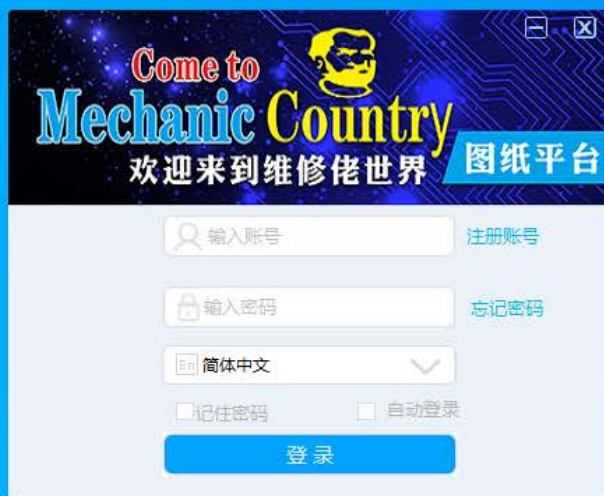 Come to
Mechanic Country
欢迎来到维修佬世界
图纸平台
输入账号
注册账号
输入密码
忘记密码
En 简体中文
记住密码 自动登录
登录